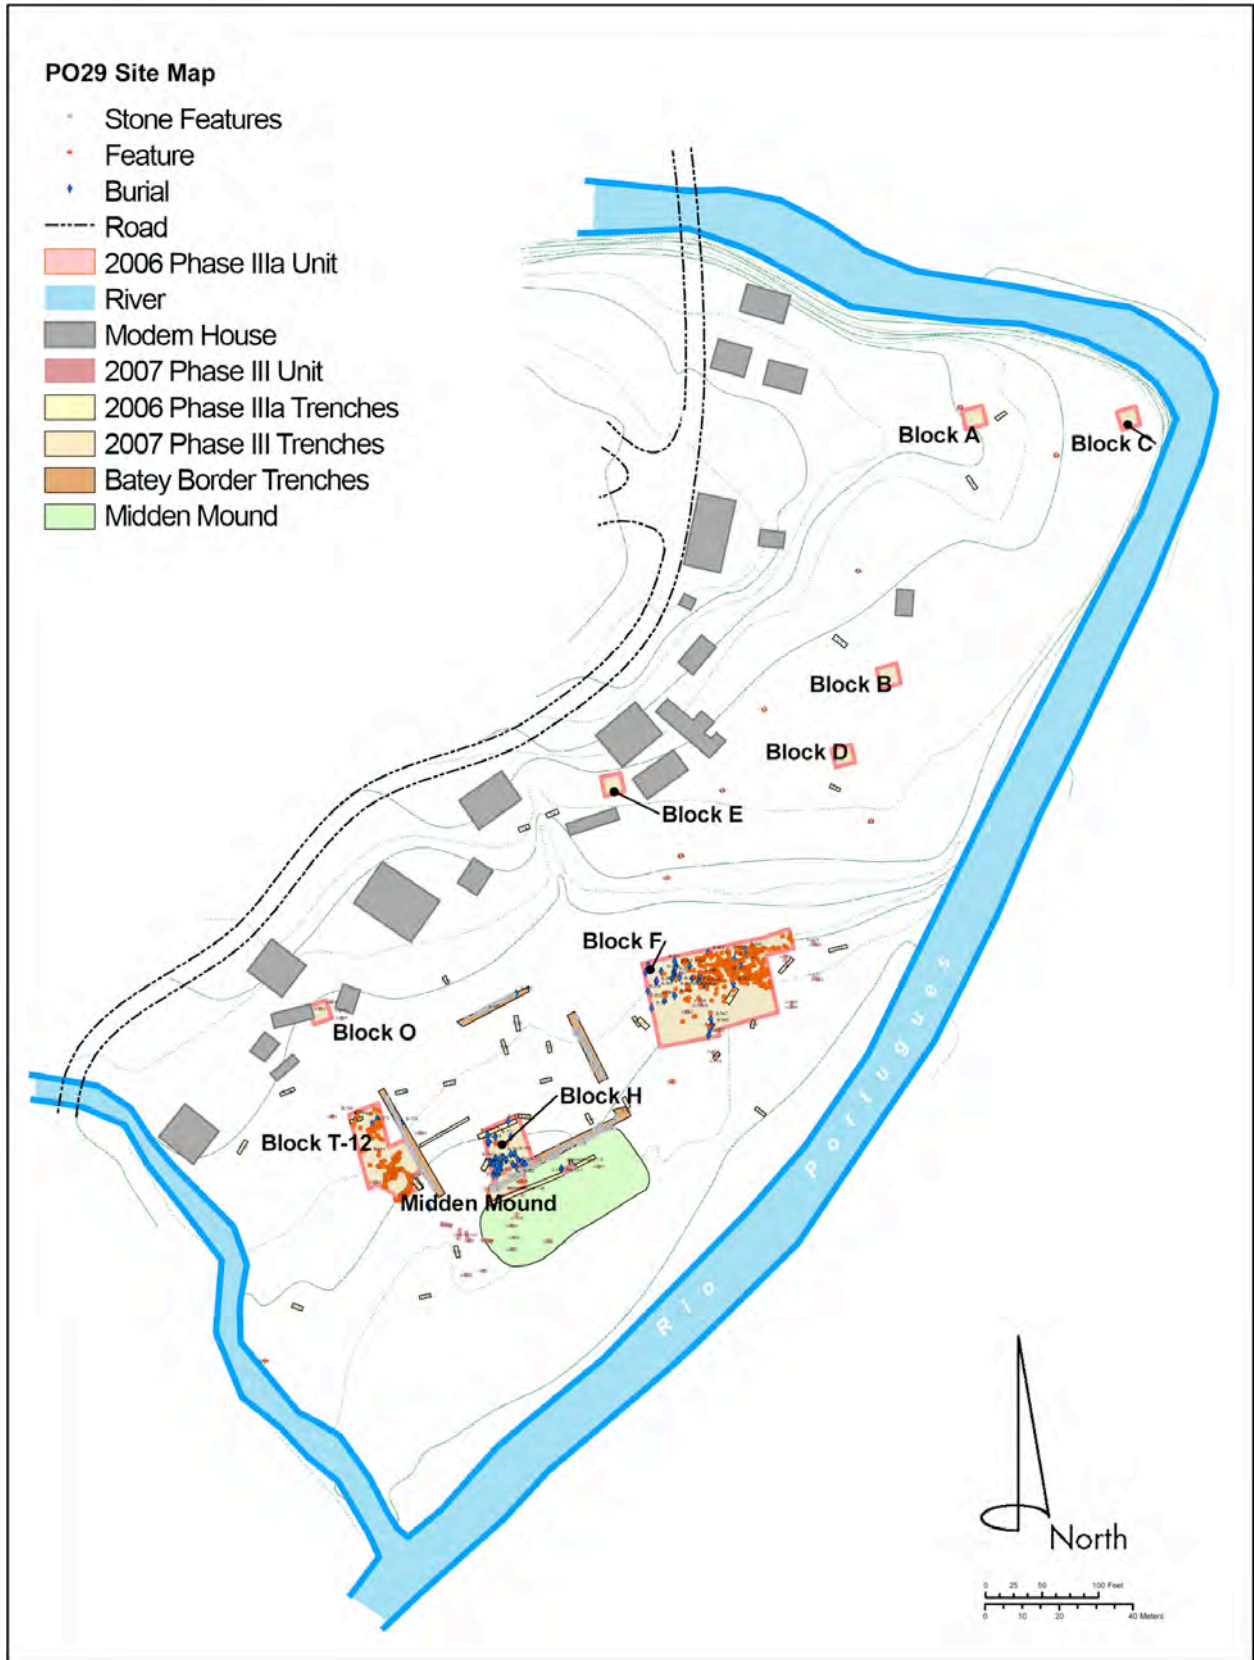 PO29 Site Map
Stone Features
Feature
Burial
Road
2006 Phase IIIa Unit
River
Modern House
2007 Phase III Unit
2006 Phase IIIa Trenches
2007 Phase III Trenches
Batey Border Trenches
Midden Mound
Block A
Block C
Block B
Block D
Block E
Block F
Block O
Block H
Block T-12
Midden Mound
Rio Portugues
North
0 25 50 100 Feet
0 10 20 40 Meters